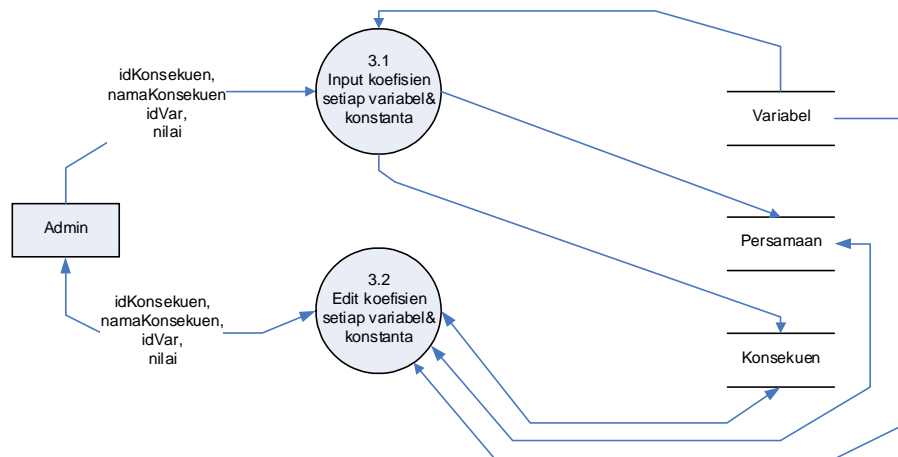 3.1
Input koefisien
setiap variabel&
konstanta
idKonsekuen,
namaKonsekuen
idVar,
nilai
Variabel
Admin
Persamaan
3.2
Edit koefisien
setiap variabel&
konstanta
idKonsekuen,
namaKonsekuen,
idVar,
nilai
Konsekuen